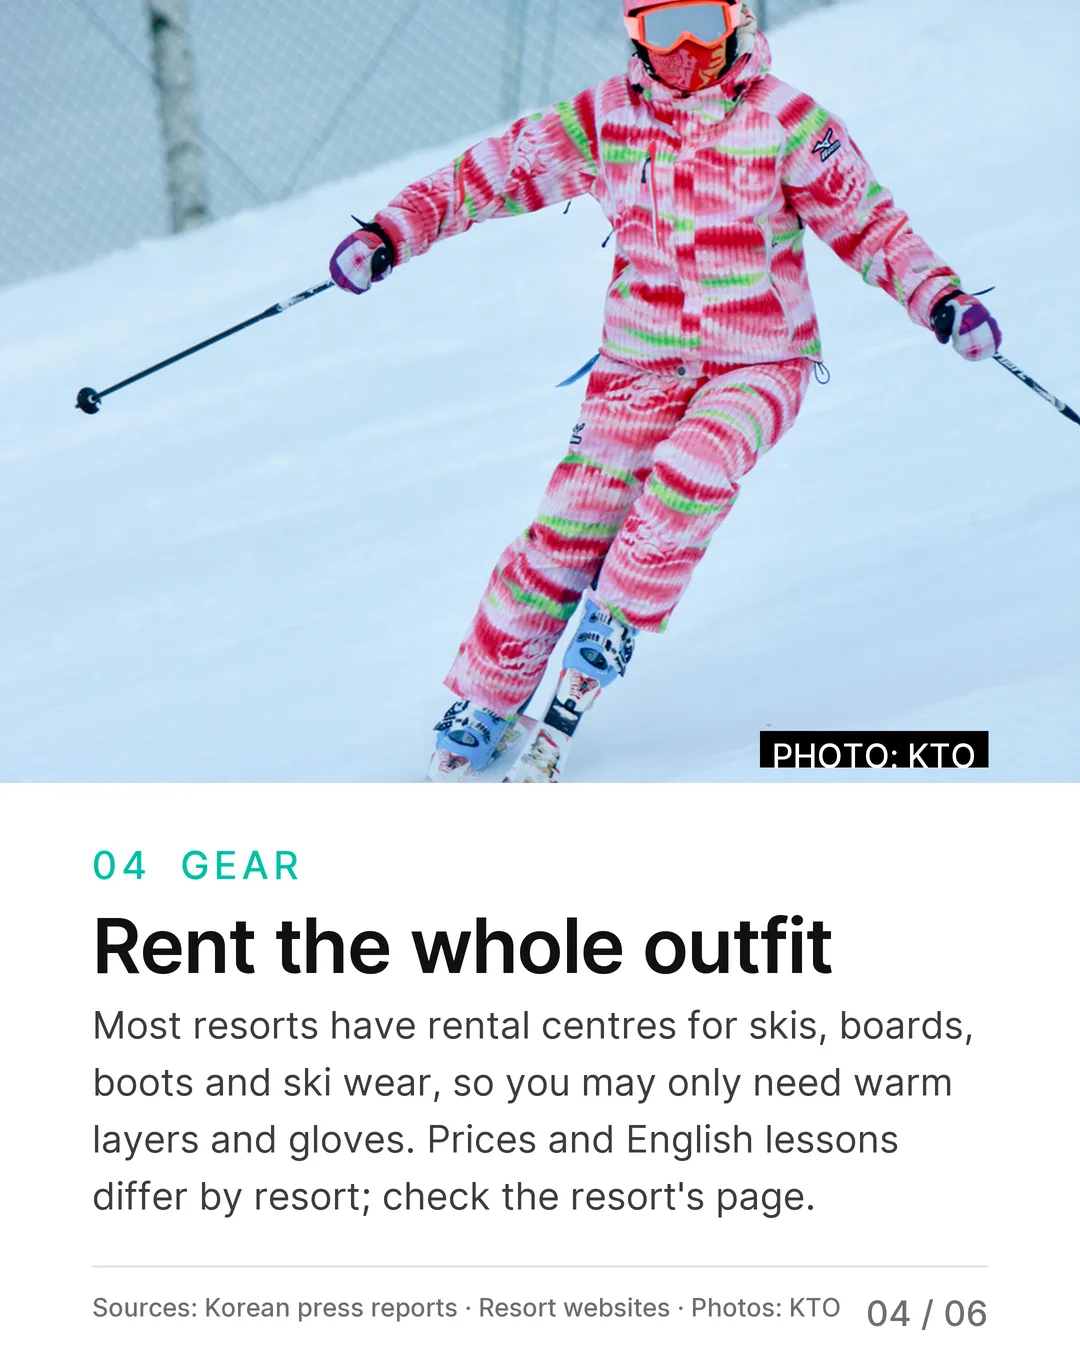 PHOTO: KTO
04 GEAR
Rent the whole outfit
Most resorts have rental centres for skis, boards,
boots and ski wear, so you may only need warm
layers and gloves. Prices and English lessons
differ by resort; check the resort's page.
Sources: Korean press reports · Resort websites · Photos: KTO
04 / 06